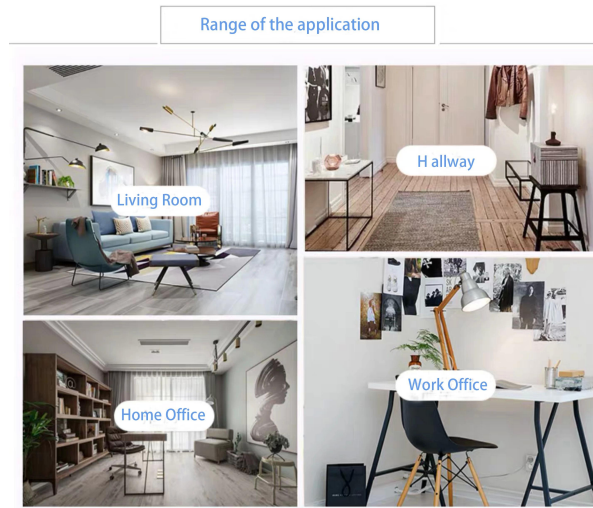 Range of the application
Living Room
H allway
Home Office
Work Office